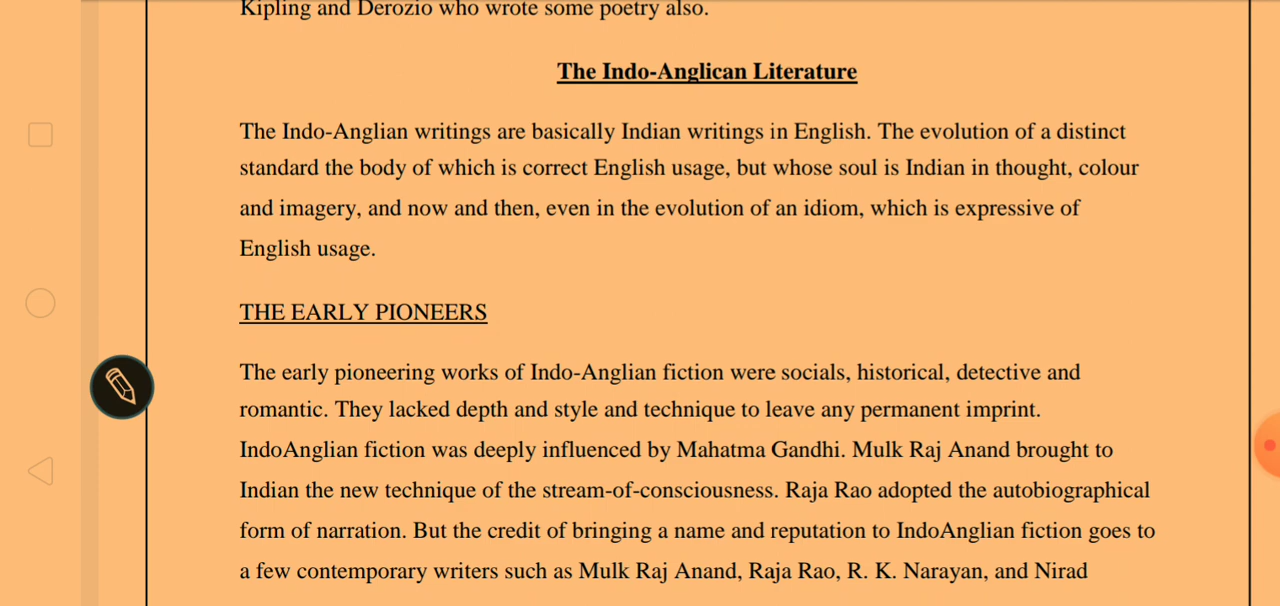 Kipling and Derozio who wrote some poetry also.
The Indo-Anglican Literature
The Indo-Anglian writings are basically Indian writings in English. The evolution of a distinct
standard the body of which is correct English usage, but whose soul is Indian in thought, colour
and imagery, and now and then, even in the evolution of an idiom, which is expressive of
English usage.
THE EARLY PIONEERS
The early pioneering works of Indo-Anglian fiction were socials, historical, detective and
romantic. They lacked depth and style and technique to leave any permanent imprint.
IndoAnglian fiction was deeply influenced by Mahatma Gandhi. Mulk Raj Anand brought to
Indian the new technique of the stream-of-consciousness. Raja Rao adopted the autobiographical
form of narration. But the credit of bringing a name and reputation to IndoAnglian fiction goes to
a few contemporary writers such as Mulk Raj Anand, Raja Rao, R. K. Narayan, and Nirad